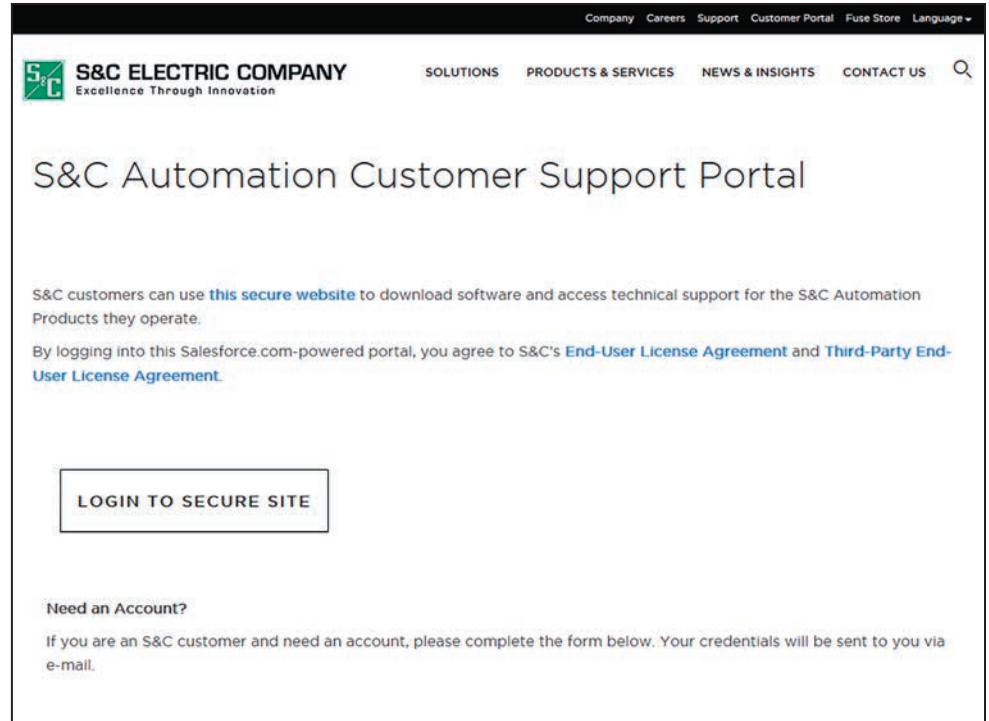 Company Careers Support Customer Portal Fuse Store Language
S&C
S&C ELECTRIC COMPANY
Excellence Through Innovation
SOLUTIONS PRODUCTS & SERVICES NEWS & INSIGHTS CONTACT US
S&C Automation Customer Support Portal
S&C customers can use this secure website to download software and access technical support for the S&C Automation
Products they operate.
By logging into this Salesforce.com-powered portal, you agree to S&C's End-User License Agreement and Third-Party End-
User License Agreement.
LOGIN TO SECURE SITE
Need an Account?
If you are an S&C customer and need an account, please complete the form below. Your credentials will be sent to you via
e-mail.